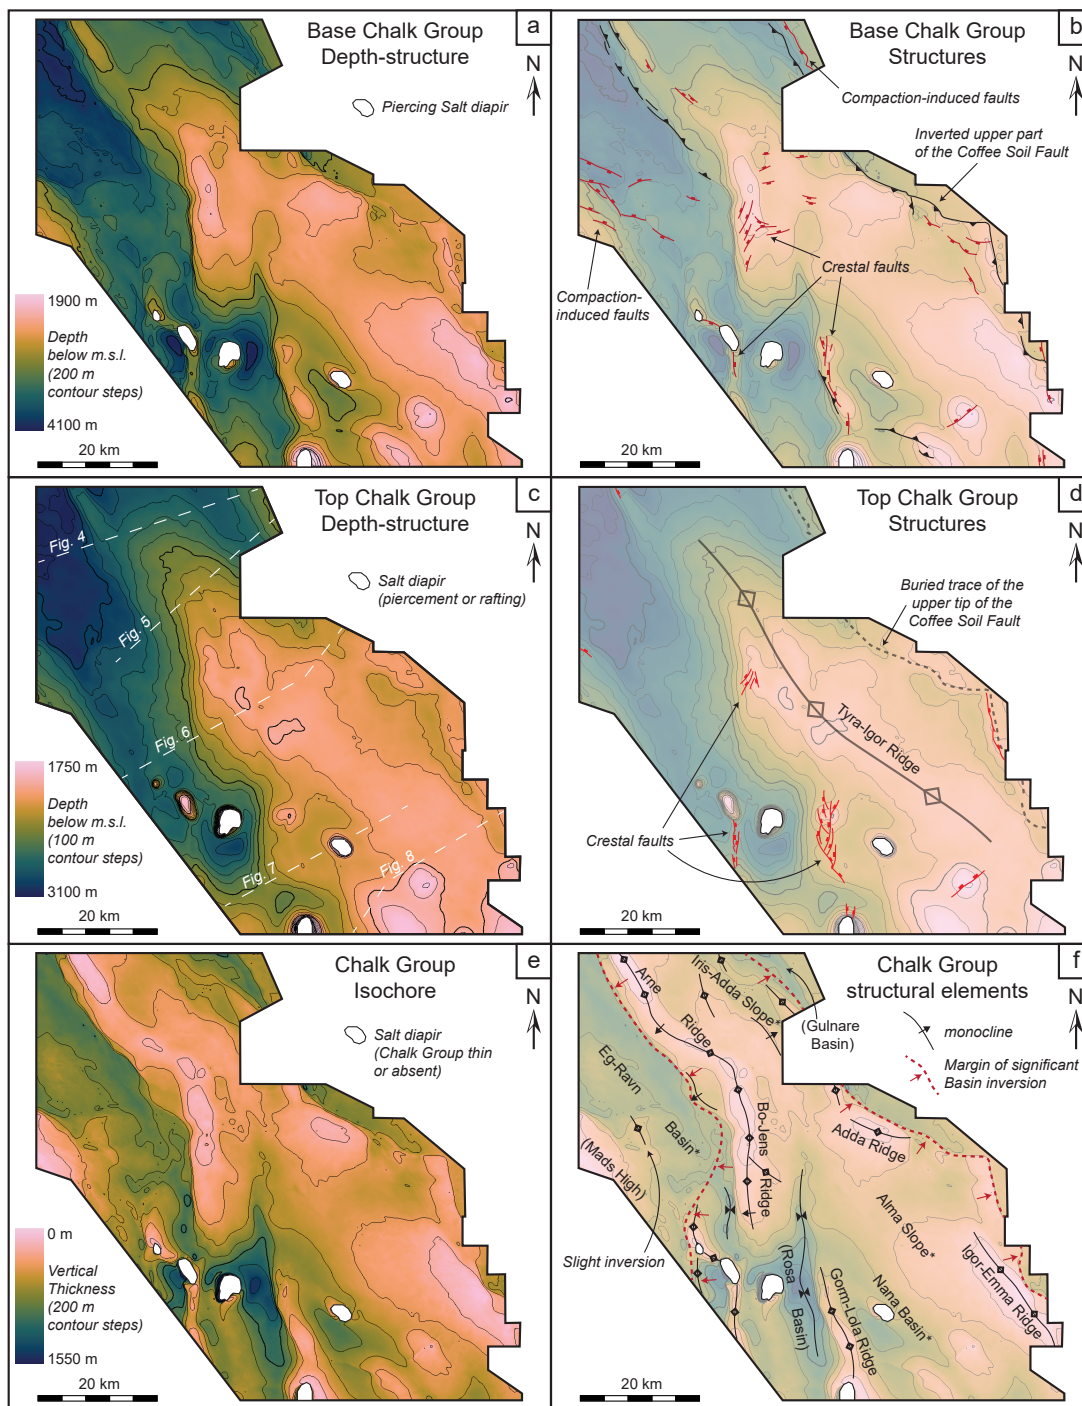 a
Base Chalk Group
Depth-structure
N
Piercing Salt diapir
1900 m
Depth
below m.s.l.
(200 m
contour steps)
4100 m
20 km
b
Base Chalk Group
Structures
N
Compaction-induced faults
Inverted upper part
of the Coffee Soil Fault
Crestal faults
Compaction-
induced faults
20 km
c
Top Chalk Group
Depth-structure
N
Salt diapir
(piercement or rafting)
Fig. 4
Fig. 5
Fig. 6
Fig. 7
Fig. 8
1750 m
Depth
below m.s.l.
(100 m
contour steps)
3100 m
20 km
d
Top Chalk Group
Structures
N
Buried trace of the
upper tip of the
Coffee Soil Fault
Tyra-Igor Ridge
Crestal faults
20 km
e
Chalk Group
Isochore
N
Salt diapir
(Chalk Group thin
or absent)
0 m
Vertical
Thickness
(200 m
contour steps)
1550 m
20 km
f
Chalk Group
structural elements
N
monocline
Margin of significant
Basin inversion
Arne
Ridge
Iris-Adda Slope*
(Gulnare
Basin)
Eg-Ravn
Basin*
(Mads High)
Bo-Jens
Ridge
Adda Ridge
Slight inversion
Alma Slope*
(Rosa
Basin)
Gorm-Lola Ridge
Nana Basin*
Igor-Emma Ridge
20 km